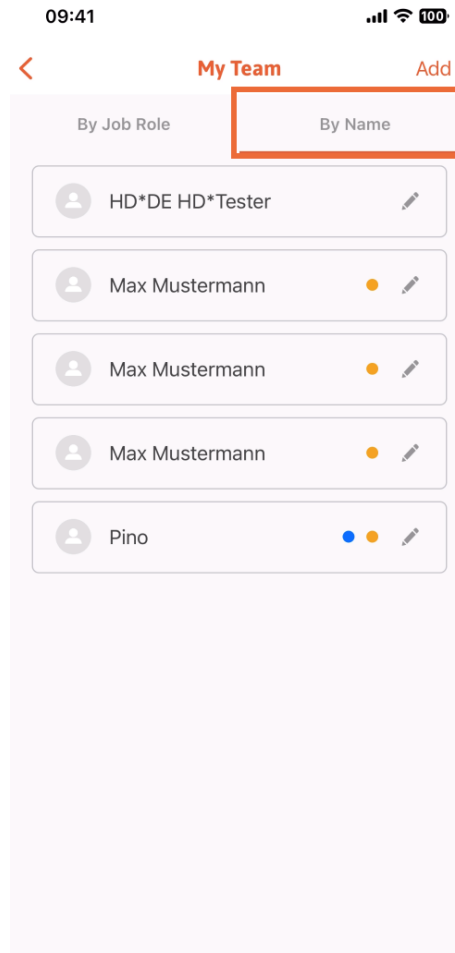 09:41 100
My Team Add
By Job Role By Name
HD*DE HD*Tester
Max Mustermann
Max Mustermann
Max Mustermann
Pino